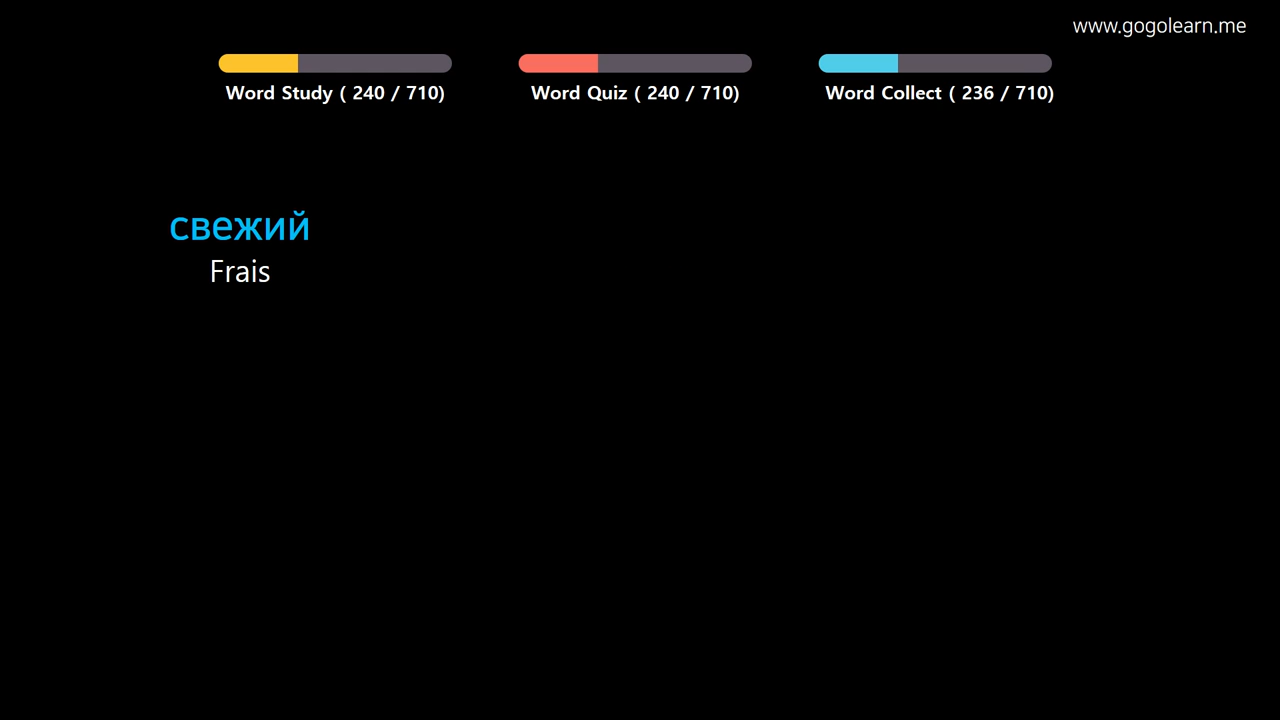 www.gogolearn.me
Word Study ( 240 / 710)
Word Quiz ( 240 / 710)
Word Collect ( 236 / 710)
свежий
Frais